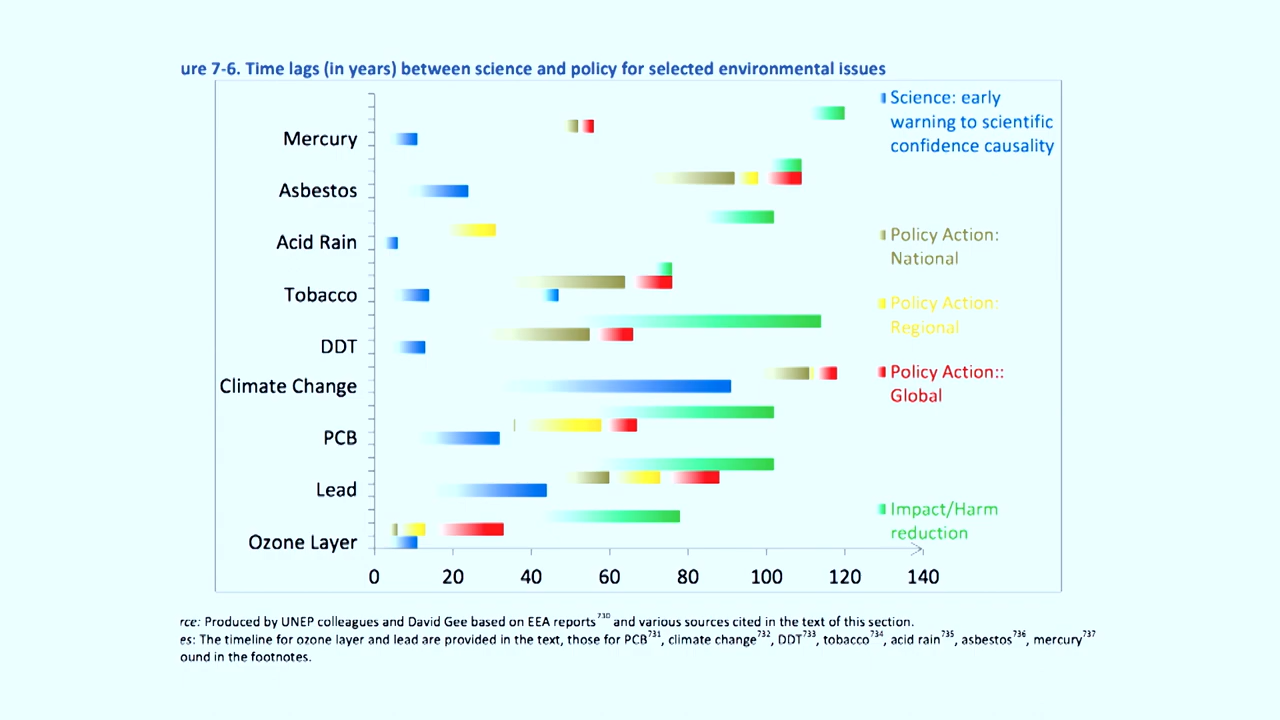 ure 7-6. Time lags (in years) between science and policy for selected environmental issues
Mercury
Asbestos
Acid Rain
Tobacco
DDT
Climate Change
PCB
Lead
Ozone Layer
0 20 40 60 80 100 120 140
Science: early
warning to scientific
confidence causality
Policy Action:
National
Policy Action:
Regional
Policy Action::
Global
Impact/Harm
reduction
rce: Produced by UNEP colleagues and David Gee based on EEA reports730 and various sources cited in the text of this section.
es: The timeline for ozone layer and lead are provided in the text, those for PCB731, climate change732, DDT733, tobacco734, acid rain735, asbestos736, mercury737
ound in the footnotes.